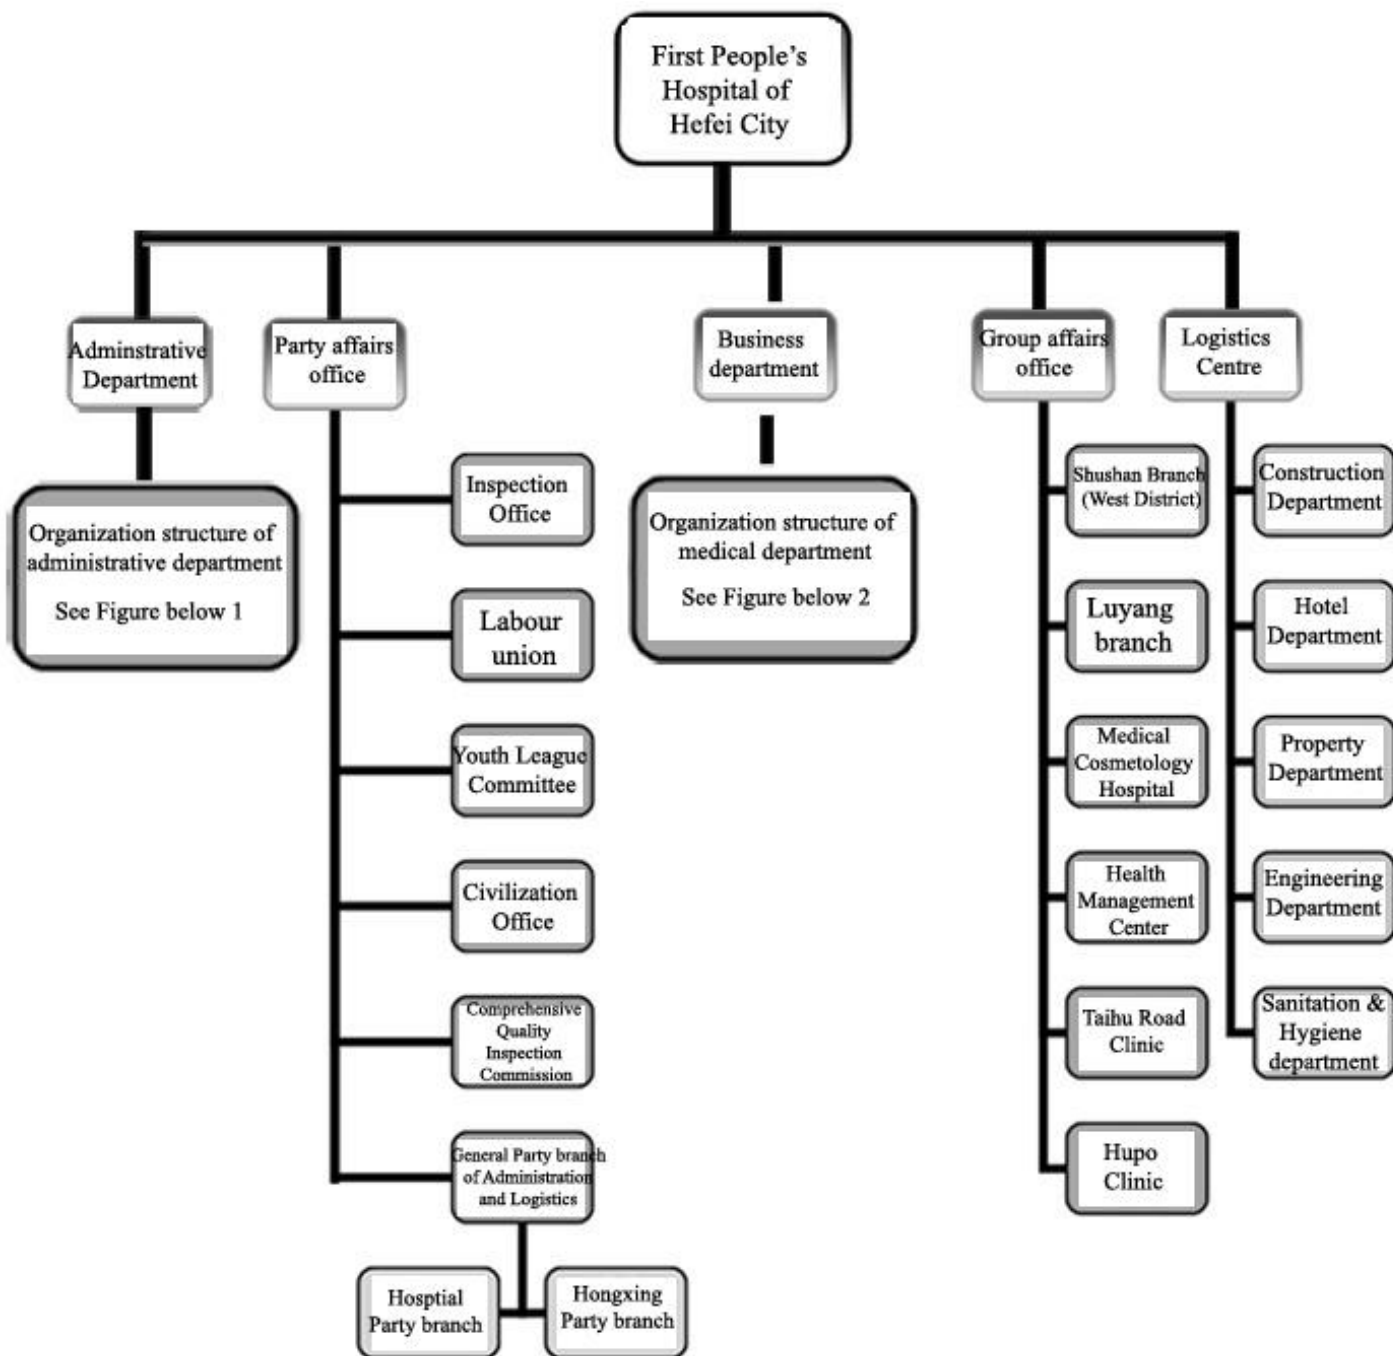 First People's
Hospital of
Hefei City
Adminstrative
Department
Party affairs
office
Business
department
Group affairs
office
Logistics
Centre
Organization structure of
administrative department
See Figure below 1
Inspection
Office
Labour
union
Youth League
Committee
Civilization
Office
Comprehensive
Quality
Inspection
Commission
General Party branch
of Administration
and Logistics
Hosptial
Party branch
Hongxing
Party branch
Organization structure of
medical department
See Figure below 2
Shushan Branch
(West District)
Luyang
branch
Medical
Cosmetology
Hospital
Health
Management
Center
Taihu Road
Clinic
Hupo
Clinic
Construction
Department
Hotel
Department
Property
Department
Engineering
Department
Sanitation &
Hygiene
department